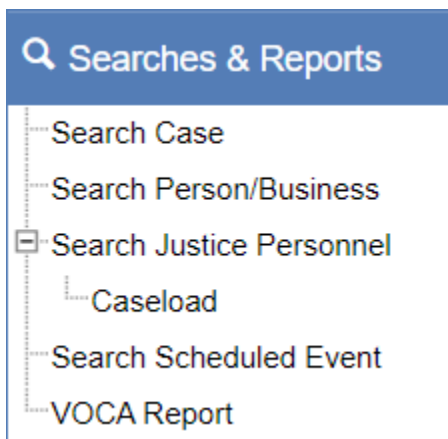 Searches & Reports
Search Case
Search Person/Business
Search Justice Personnel
Caseload
Search Scheduled Event
VOCA Report